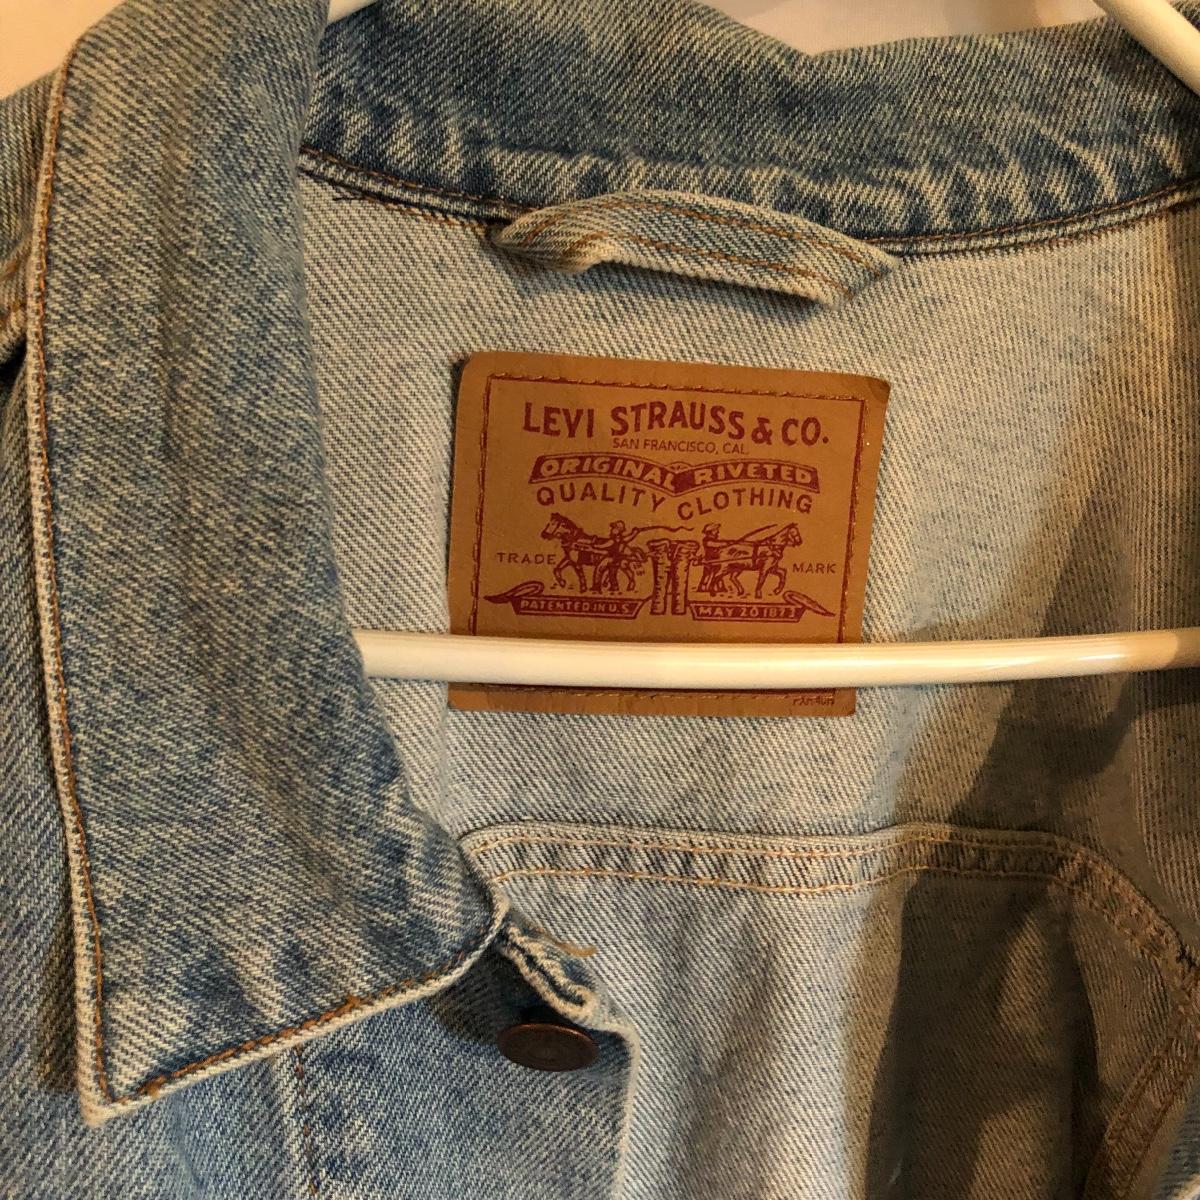 LEVI STRAUSS & CO.
SAN FRANCISCO, CAL.
ORIGINAL RIVETED
QUALITY CLOTHING
TRADE MARK
PATENTED IN U.S. MAY 20 1873